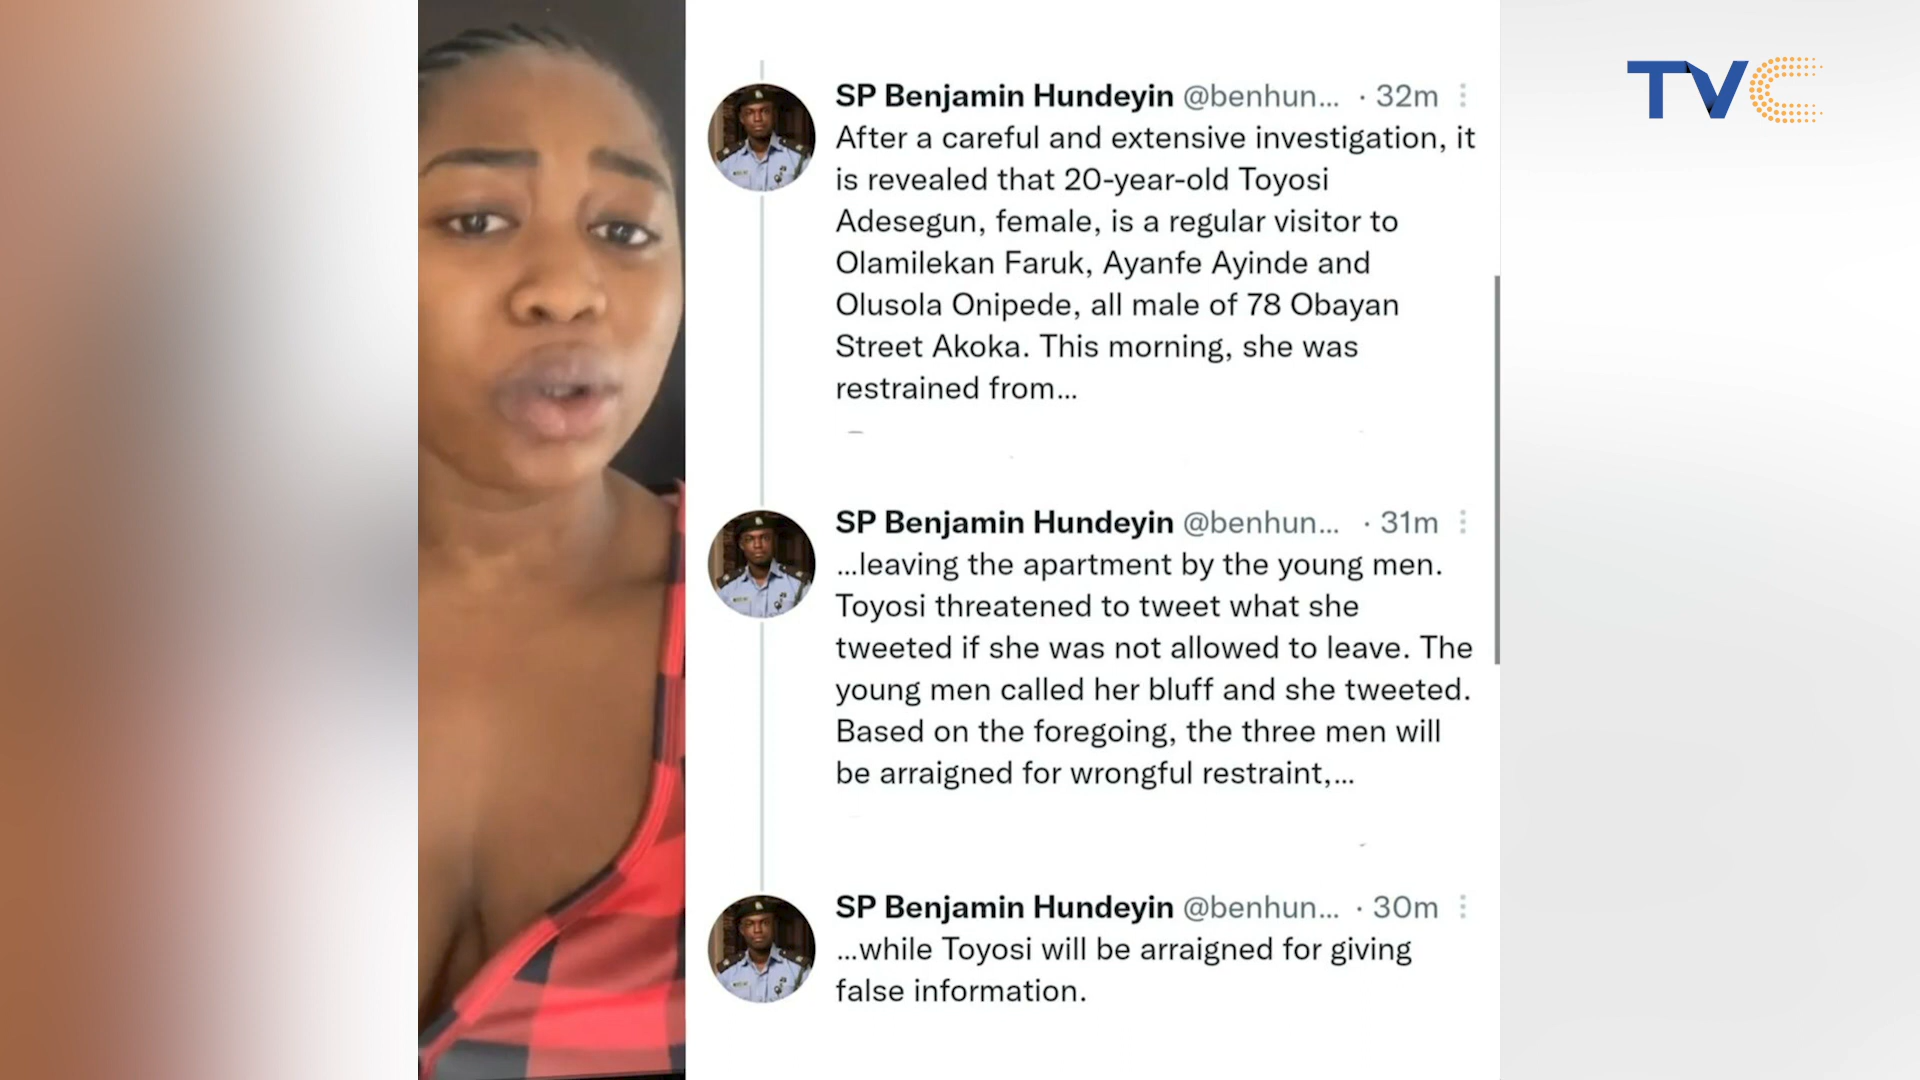 TVC
SP Benjamin Hundeyin @benhun... · 32m
After a careful and extensive investigation, it
is revealed that 20-year-old Toyosi
Adesegun, female, is a regular visitor to
Olamilekan Faruk, Ayanfe Ayinde and
Olusola Onipede, all male of 78 Obayan
Street Akoka. This morning, she was
restrained from...
SP Benjamin Hundeyin @benhun... · 31m
...leaving the apartment by the young men.
Toyosi threatened to tweet what she
tweeted if she was not allowed to leave. The
young men called her bluff and she tweeted.
Based on the foregoing, the three men will
be arraigned for wrongful restraint,...
SP Benjamin Hundeyin @benhun... · 30m
...while Toyosi will be arraigned for giving
false information.